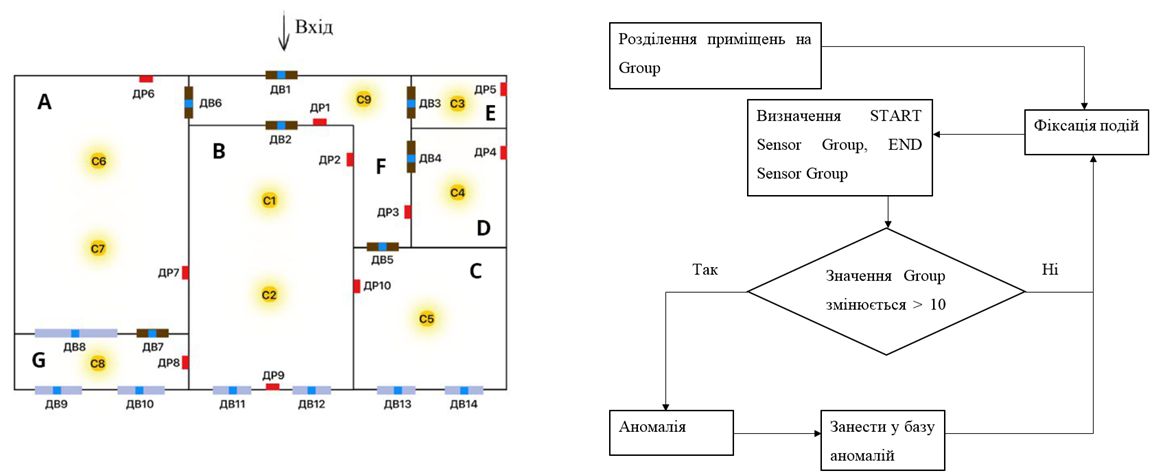 Вхід
A
ДР6
ДВ6
ДВ1
ДР1
C9
ДВ3
C3
ДР5
E
B
ДВ2
ДР2
F
ДВ4
ДР4
C6
C1
C4
ДР3
D
C7
ДВ5
C
ДР7
C2
ДР10
C5
ДВ8
ДВ7
G
C8
ДР8
ДР9
ДВ9
ДВ10
ДВ11
ДВ12
ДВ13
ДВ14
Розділення приміщень на
Group
Фіксація подій
Визначення START
Sensor Group, END
Sensor Group
Так
Значення Group
змінюється > 10
Ні
Аномалія
Занести у базу
аномалій